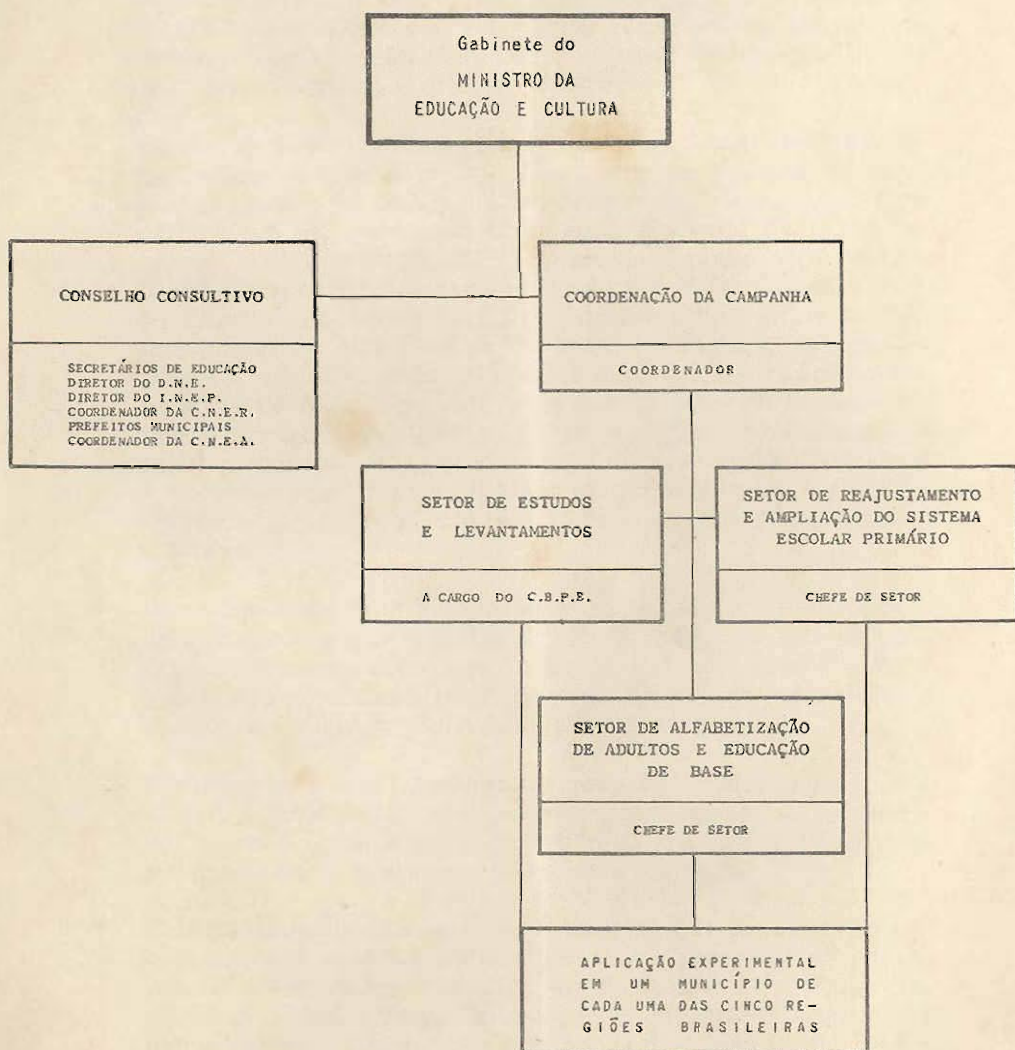 Gabinete do
MINISTRO DA
EDUCAÇÃO E CULTURA
CONSELHO CONSULTIVO
SECRETÁRIOS DE EDUCAÇÃO
DIRETOR DO D.N.E.
DIRETOR DO I.N.E.P.
COORDENADOR DA C.N.E.R.
PREFEITOS MUNICIPAIS
COORDENADOR DA C.N.E.A.
COORDENAÇÃO DA CAMPANHA
COORDENADOR
SETOR DE ESTUDOS
E LEVANTAMENTOS
A CARGO DO C.B.P.E.
SETOR DE REAJUSTAMENTO
E AMPLIAÇÃO DO SISTEMA
ESCOLAR PRIMÁRIO
CHEFE DE SETOR
SETOR DE ALFABETIZAÇÃO
DE ADULTOS E EDUCAÇÃO
DE BASE
CHEFE DE SETOR
APLICAÇÃO EXPERIMENTAL
EM UM MUNICÍPIO DE
CADA UMA DAS CINCO RE-
GIÕES BRASILEIRAS